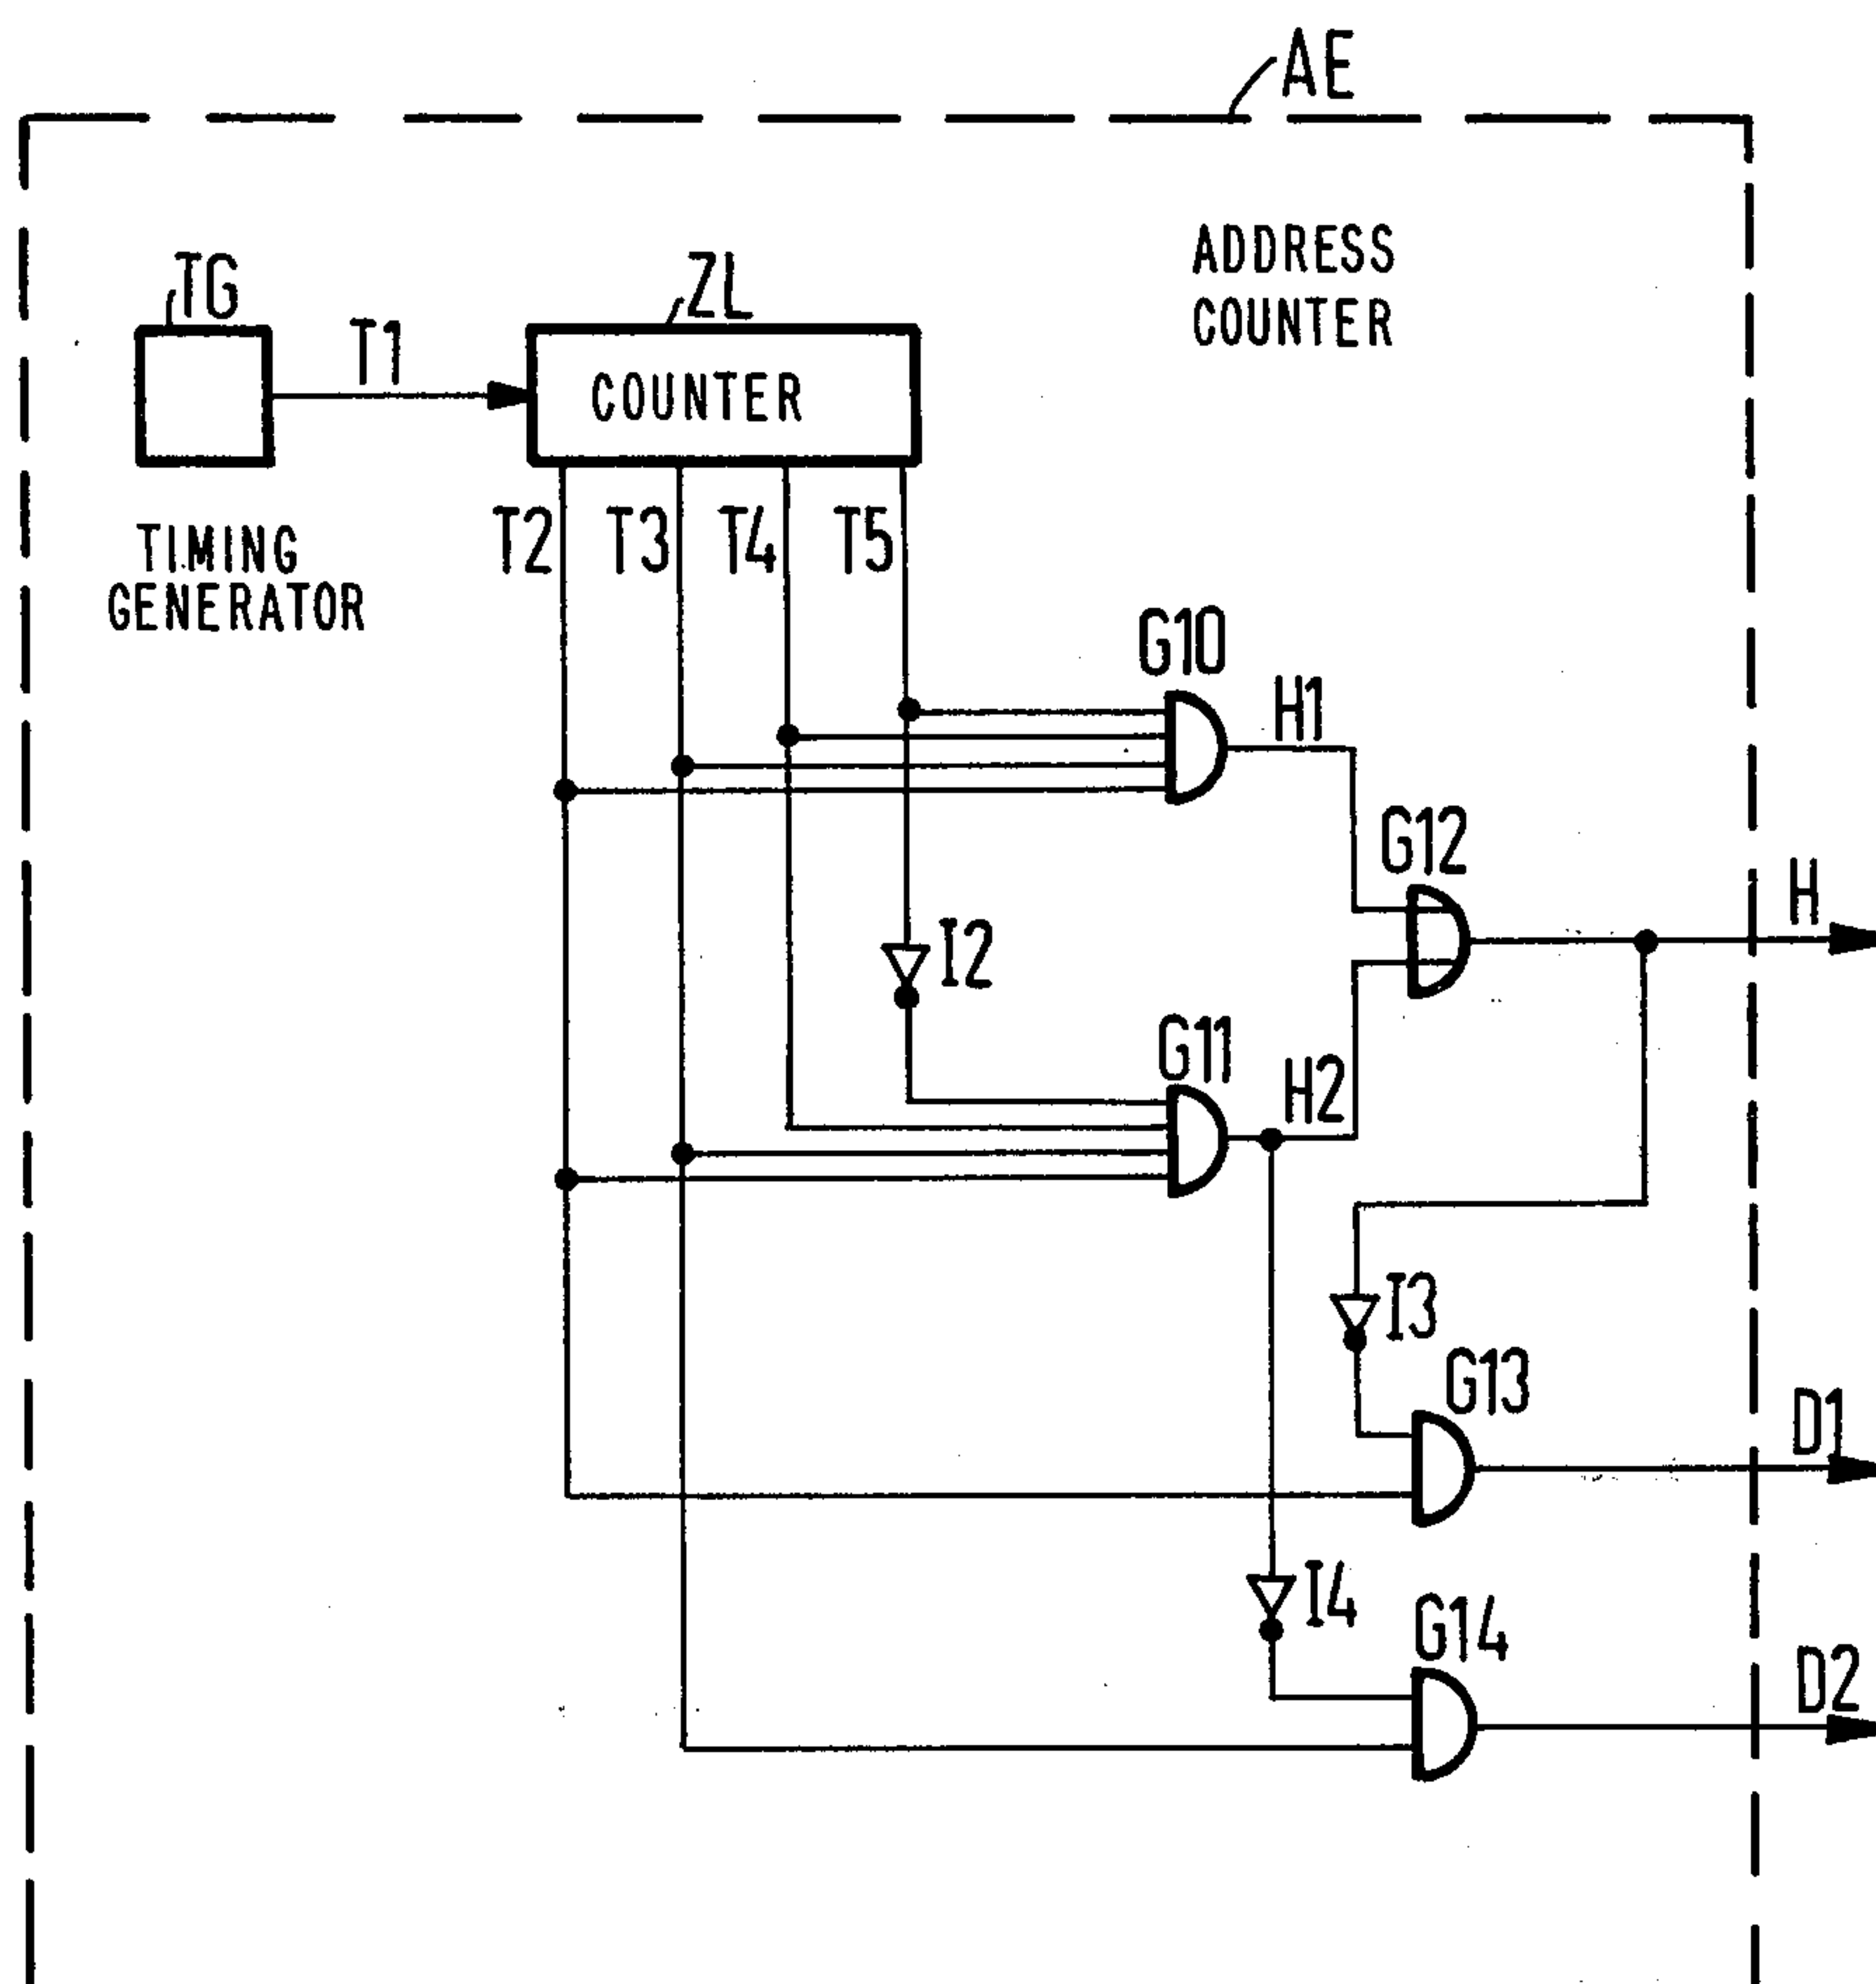 AE
ADDRESS
COUNTER
TG
T1
ZL
COUNTER
T2
T3
T4
T5
TIMING
GENERATOR
G10
H1
G12
H
I2
G11
H2
I3
G13
D1
I4
G14
D2